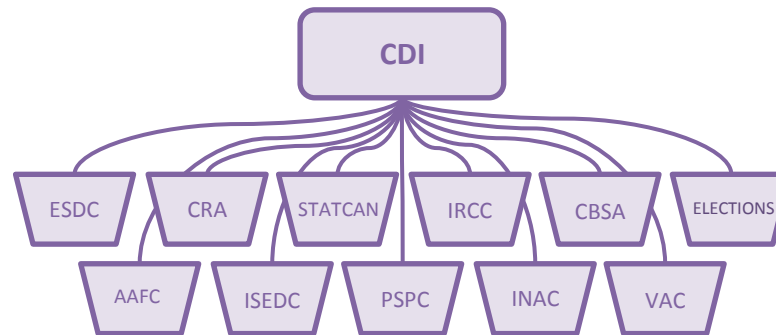 CDI
ESDC
CRA
STATCAN
IRCC
CBSA
ELECTIONS
AAFC
ISEDC
PSPC
INAC
VAC